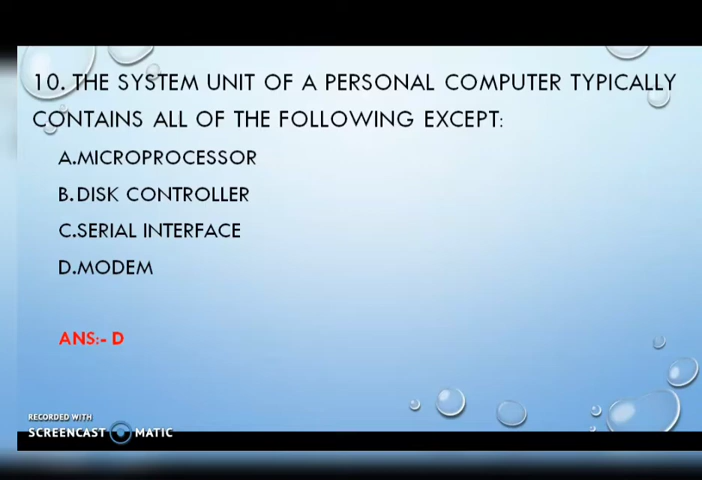 10. THE SYSTEM UNIT OF A PERSONAL COMPUTER TYPICALLY
CONTAINS ALL OF THE FOLLOWING EXCEPT:
A.MICROPROCESSOR
B.DISK CONTROLLER
C.SERIAL INTERFACE
D.MODEM
ANS:- D
RECORDED WITH
SCREENCAST MATIC